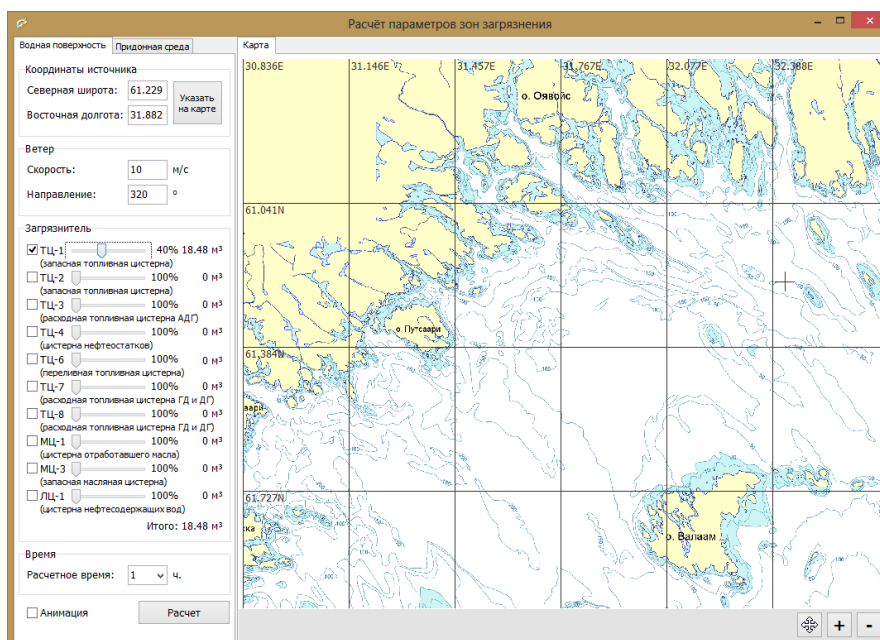 Расчёт параметров зон загрязнения
Водная поверхность
Придонная среда
Координаты источника
Северная широта: 61.229
Восточная долгота: 31.882
Указать на карте
Ветер
Скорость: 10 м/с
Направление: 320 °
Загрязнитель
ТЦ-1 40% 18.48 м³
(запасная топливная цистерна)
ТЦ-2 100% 0 м³
(запасная топливная цистерна)
ТЦ-3 100% 0 м³
(расходная топливная цистерна АДГ)
ТЦ-4 100% 0 м³
(цистерна нефтеостатков)
ТЦ-6 100% 0 м³
(переливная топливная цистерна)
ТЦ-7 100% 0 м³
(расходная топливная цистерна ГД и ДГ)
ТЦ-8 100% 0 м³
(расходная топливная цистерна ГД и ДГ)
МЦ-1 100% 0 м³
(цистерна отработавшего масла)
МЦ-3 100% 0 м³
(запасная масляная цистерна)
ЛЦ-1 100% 0 м³
(цистерна нефтесодержащих вод)
Итого: 18.48 м³
Время
Расчетное время: 1 ч.
Анимация
Расчет
Карта
30.836E 31.146E 31.457E 31.767E 32.077E 32.388E
о. Оявойс
61.041N
о. Путсаари
61.384N
аари
61.727N
кка
о. Валаам
+ -